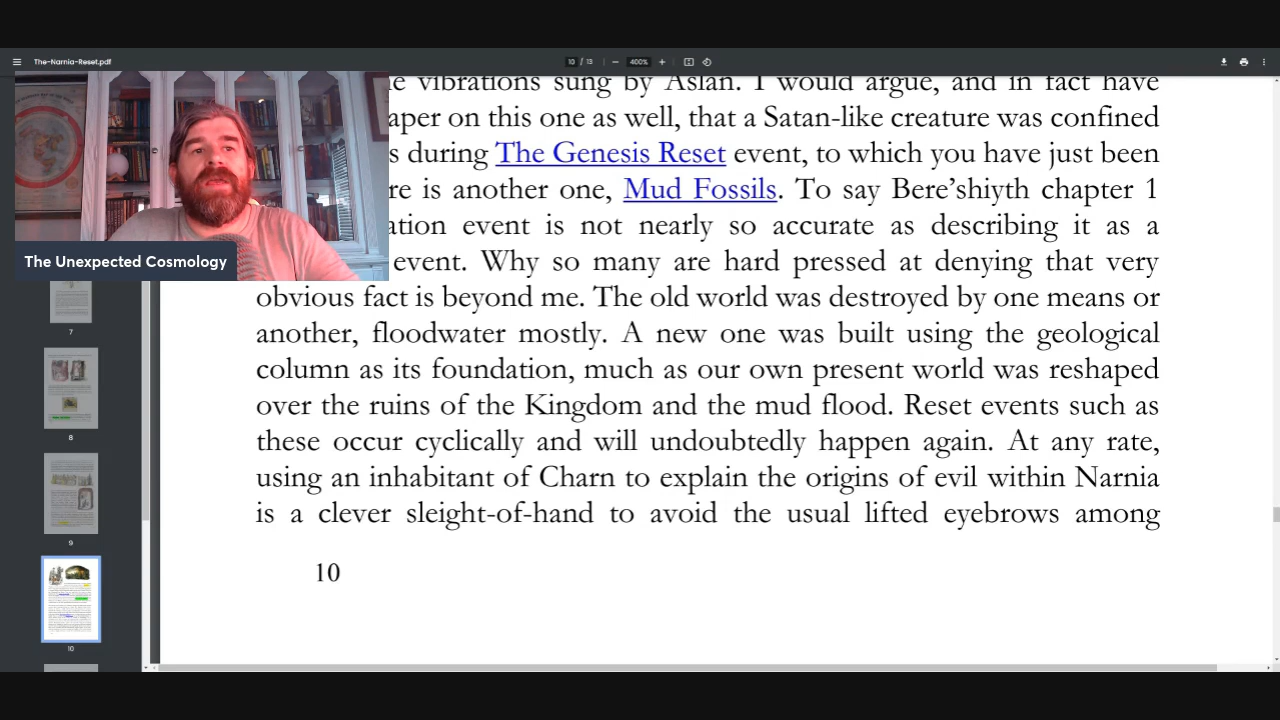 The-Narnia-Reset.pdf
10 / 13
400%
e vibrations sung by Aslan. I would argue, and in fact have
aper on this one as well, that a Satan-like creature was confined
s during The Genesis Reset event, to which you have just been
re is another one, Mud Fossils. To say Bere’shiyth chapter 1
ation event is not nearly so accurate as describing it as a
event. Why so many are hard pressed at denying that very
obvious fact is beyond me. The old world was destroyed by one means or
another, floodwater mostly. A new one was built using the geological
column as its foundation, much as our own present world was reshaped
over the ruins of the Kingdom and the mud flood. Reset events such as
these occur cyclically and will undoubtedly happen again. At any rate,
using an inhabitant of Charn to explain the origins of evil within Narnia
is a clever sleight-of-hand to avoid the usual lifted eyebrows among
10
The Unexpected Cosmology
7
8
9
10